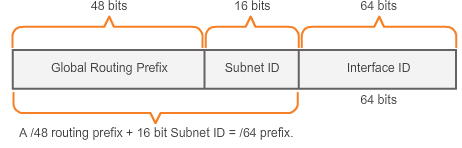 48 bits 16 bits 64 bits
Global Routing Prefix Subnet ID Interface ID
64 bits
A /48 routing prefix + 16 bit Subnet ID = /64 prefix.